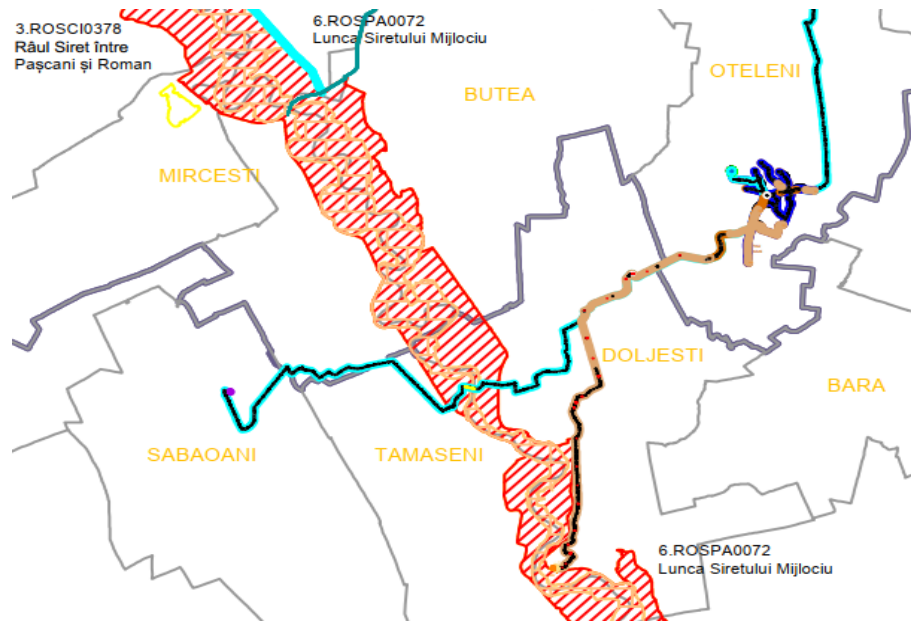 3.ROSCI0378
Râul Siret între
Pașcani și Roman
6.ROSPA0072
Lunca Siretului Mijlociu
OTELENI
BUTEA
MIRCESTI
DOLJESTI
BARA
SABAOANI
TAMASENI
6.ROSPA0072
Lunca Siretului Mijlociu